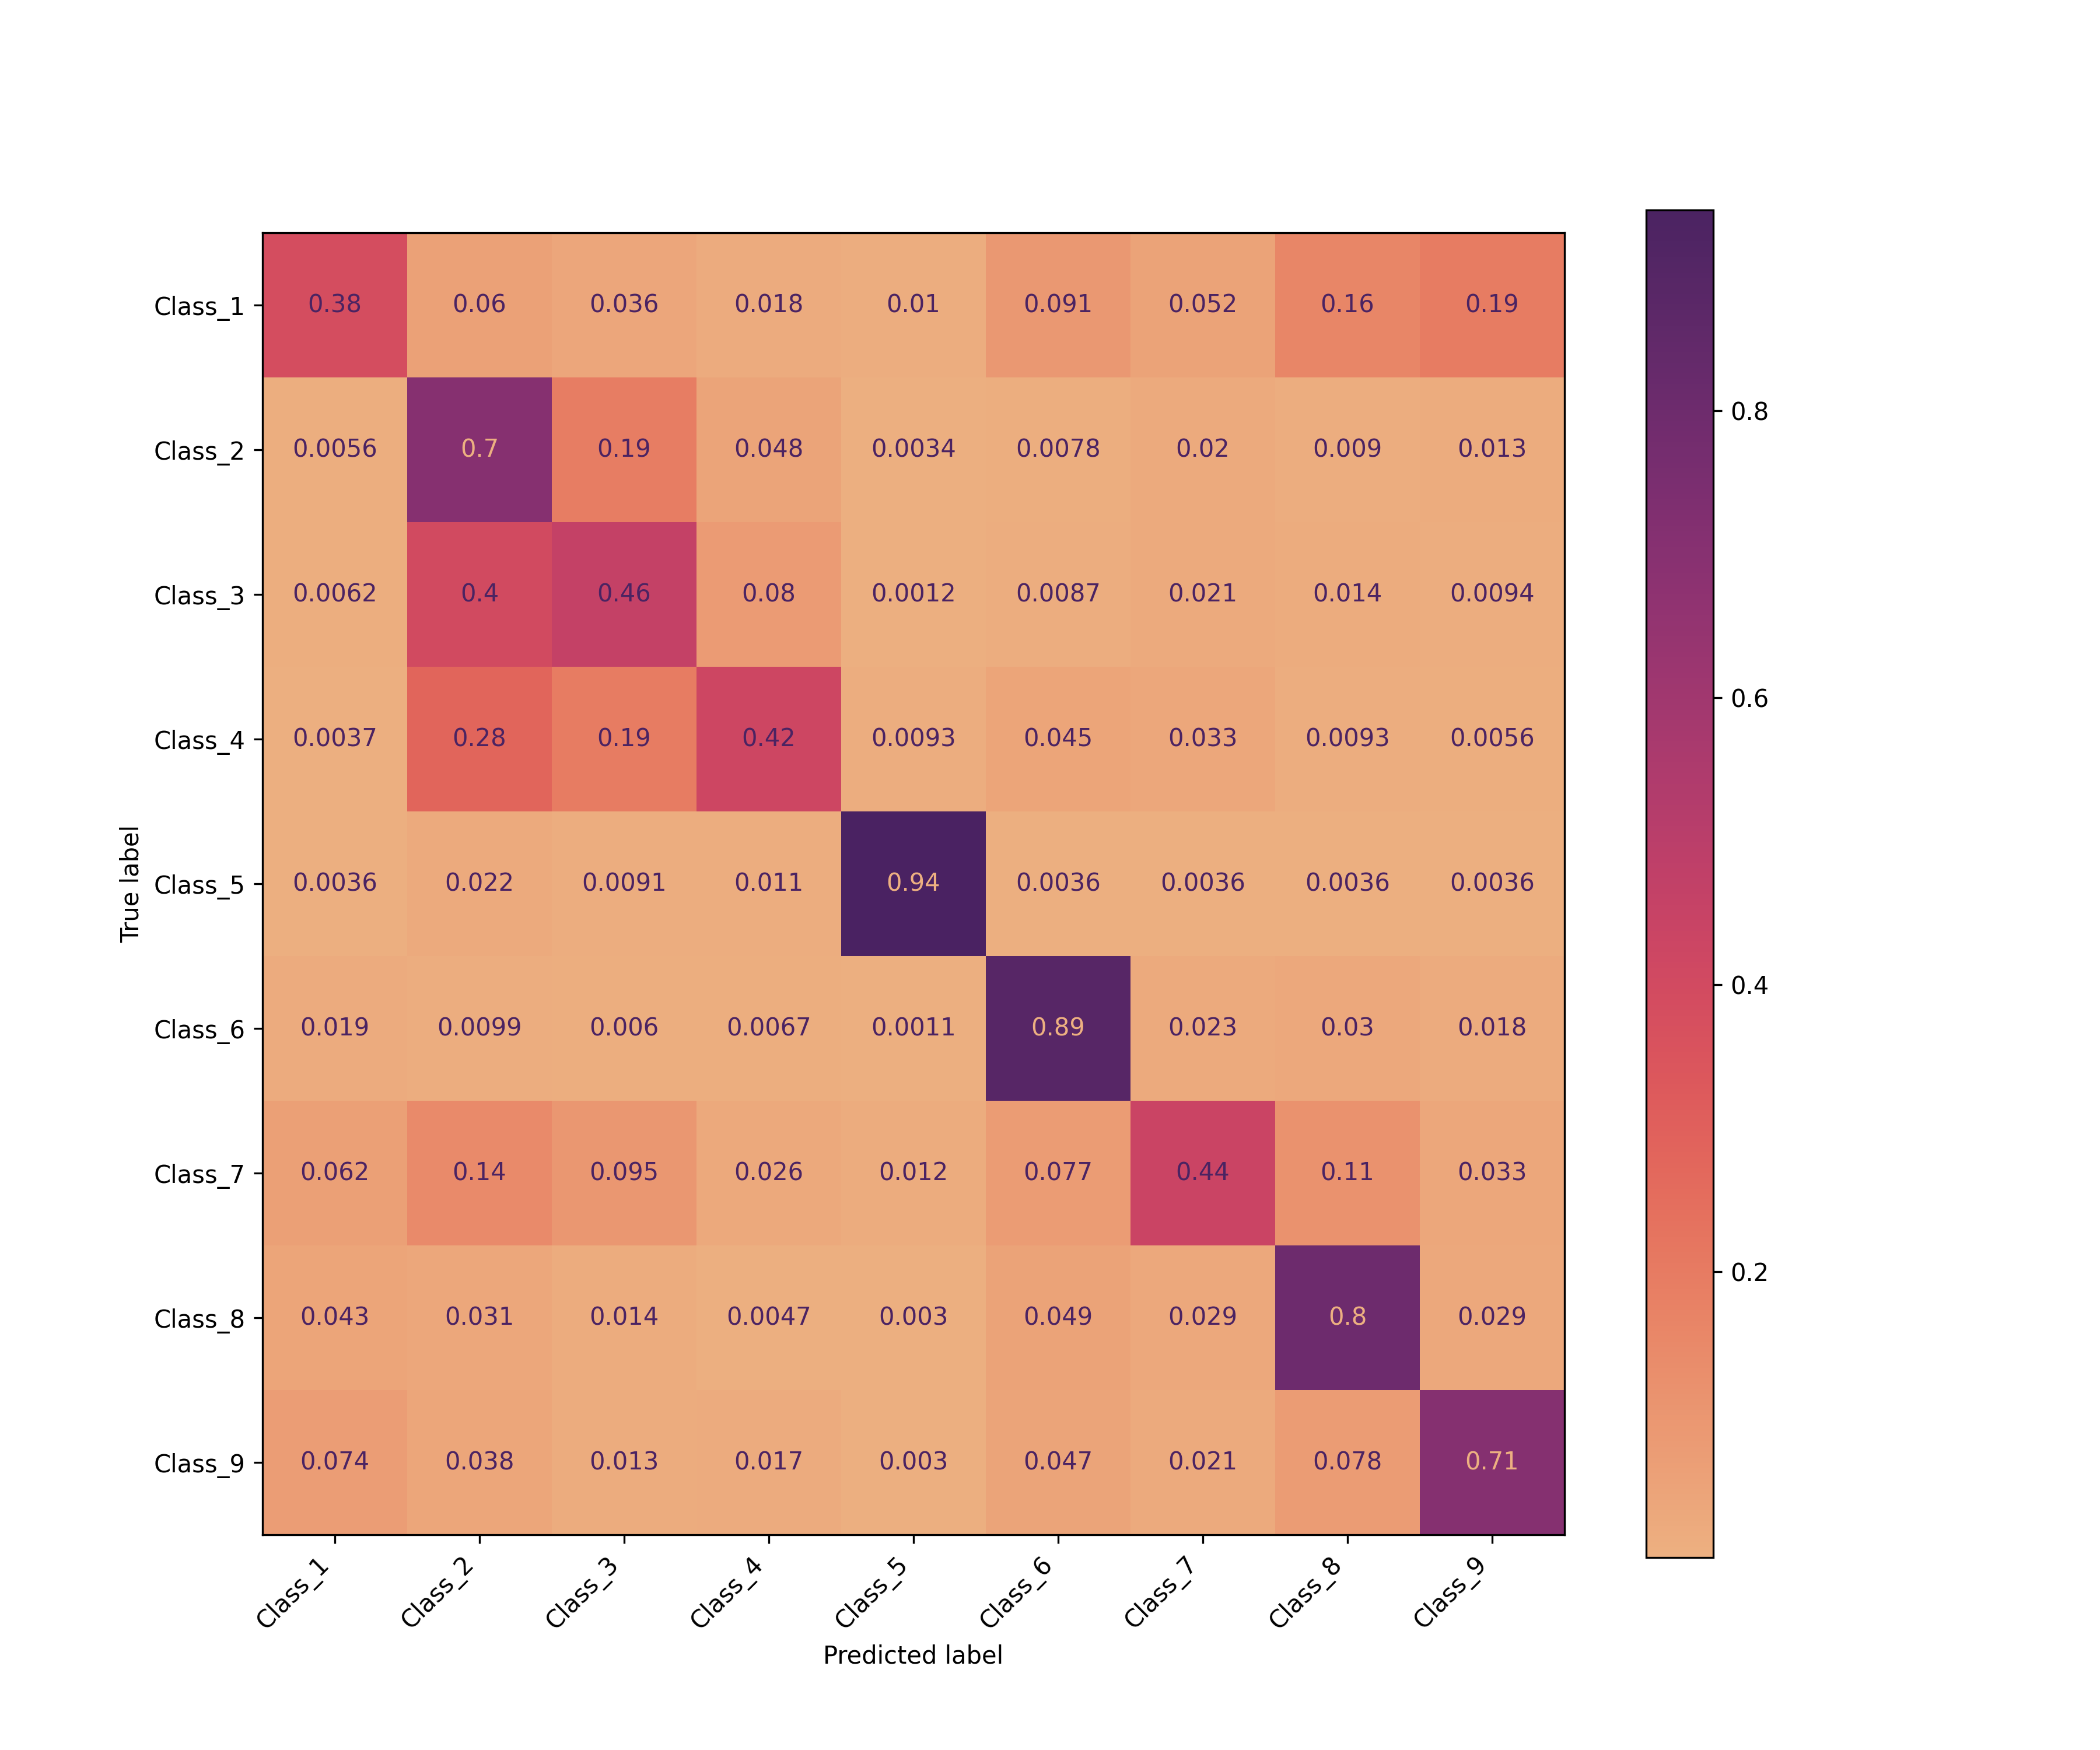 Class_1 0.38 0.06 0.036 0.018 0.01 0.091 0.052 0.16 0.19
Class_2 0.0056 0.7 0.19 0.048 0.0034 0.0078 0.02 0.009 0.013
Class_3 0.0062 0.4 0.46 0.08 0.0012 0.0087 0.021 0.014 0.0094
Class_4 0.0037 0.28 0.19 0.42 0.0093 0.045 0.033 0.0093 0.0056
Class_5 0.0036 0.022 0.0091 0.011 0.94 0.0036 0.0036 0.0036 0.0036
Class_6 0.019 0.0099 0.006 0.0067 0.0011 0.89 0.023 0.03 0.018
Class_7 0.062 0.14 0.095 0.026 0.012 0.077 0.44 0.11 0.033
Class_8 0.043 0.031 0.014 0.0047 0.003 0.049 0.029 0.8 0.029
Class_9 0.074 0.038 0.013 0.017 0.003 0.047 0.021 0.078 0.71
Class_1 Class_2 Class_3 Class_4 Class_5 Class_6 Class_7 Class_8 Class_9
Predicted label
True label
0.8
0.6
0.4
0.2